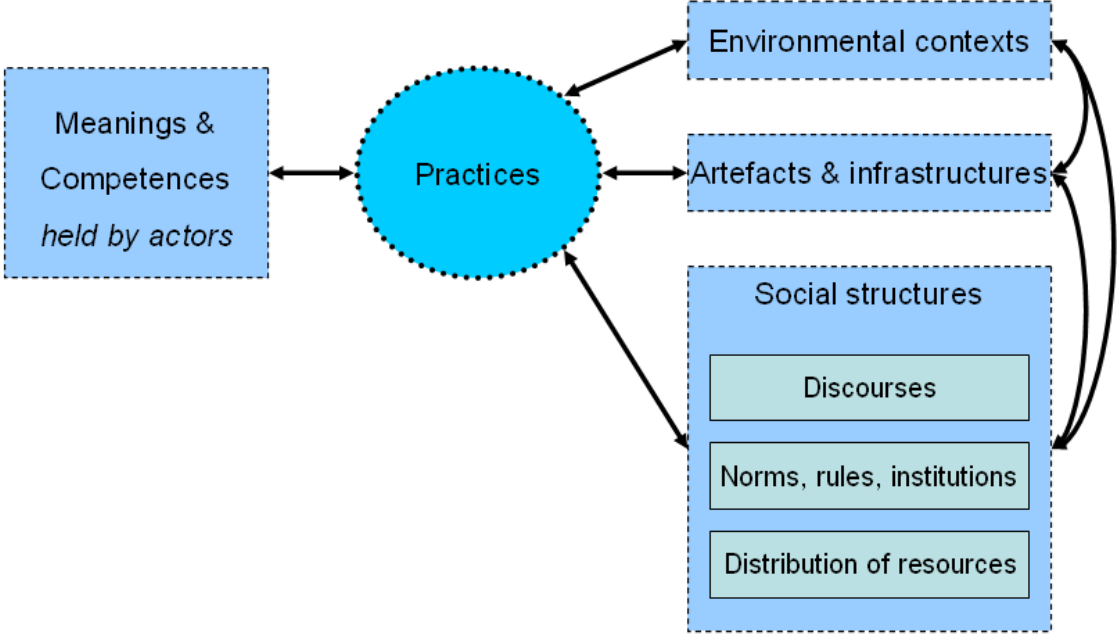 Meanings &
Competences
held by actors
Practices
Environmental contexts
Artefacts & infrastructures
Social structures
Discourses
Norms, rules, institutions
Distribution of resources